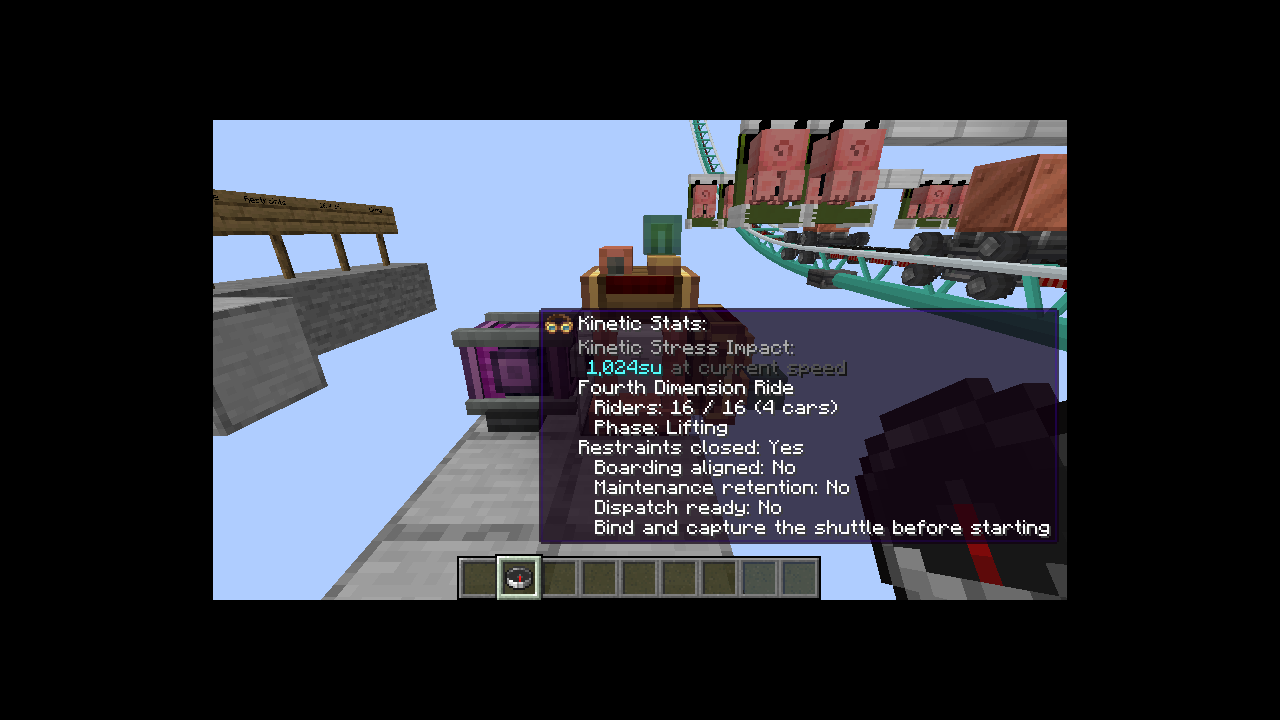 Restraints
Kinetic Stats:
Kinetic Stress Impact:
1,024su at current speed
Fourth Dimension Ride
Riders: 16 / 16 (4 cars)
Phase: Lifting
Restraints closed: Yes
Boarding aligned: No
Maintenance retention: No
Dispatch ready: No
Bind and capture the shuttle before starting